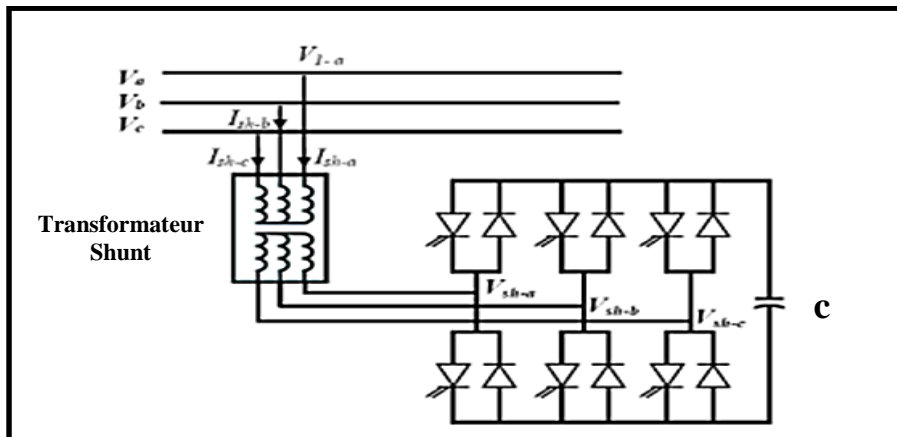 V1-a
Va
Vb
Vc
Ish-b
Ish-c
Ish-a
Transformateur
Shunt
Vsh-a
Vsh-b
Vsh-c
c